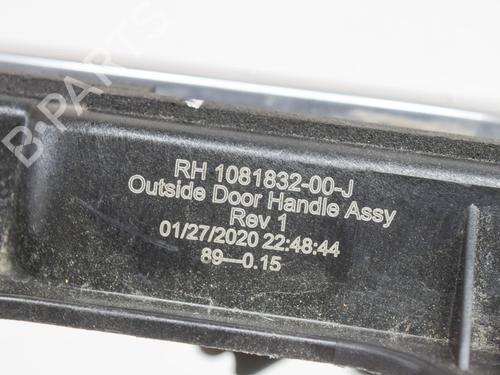 B-PARTS
RH 1081832-00-J
Outside Door Handle Assy
Rev 1
01/27/2020 22:48:44
89—0.15